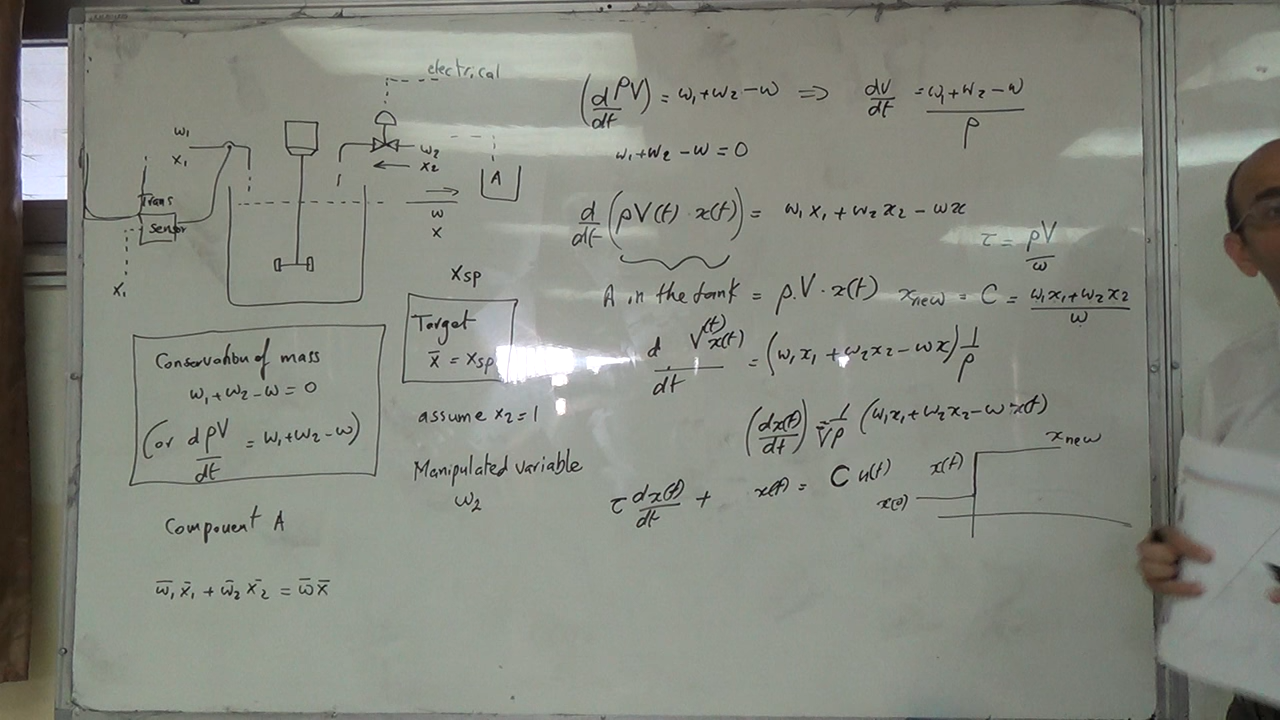 electrical
w₁
x₁
w₂
x₂
A
w
x
Trans
Sensor
x₁
Conservation of mass
w₁ + w₂ − w = 0
(or dρV/dt = w₁ + w₂ − w)
Component A
w̄₁x̄₁ + w̄₂x̄₂ = w̄x̄
Xsp
Target
x̄ = xsp
assume x₂ = 1
Manipulated variable
w₂
(d/dt ρV) = w₁ + w₂ − w ⇒ dV/dt = (w₁ + w₂ − w)/ρ
w₁ + w₂ − w = 0
d/dt (ρV(t) · x(t)) = w₁x₁ + w₂x₂ − wx
τ = ρV/w
A in the tank = ρ.V · x(t)
xnew = C = (w₁x₁ + w₂x₂)/w
d V(t) x(t)/dt = (w₁x₁ + w₂x₂ − wx) 1/ρ
(dx(t)/dt) = 1/Vρ (w₁x₁ + w₂x₂ − w x(t))
τ dx(t)/dt + x(t) = C u(t)
xnew
x(t)
x(0)